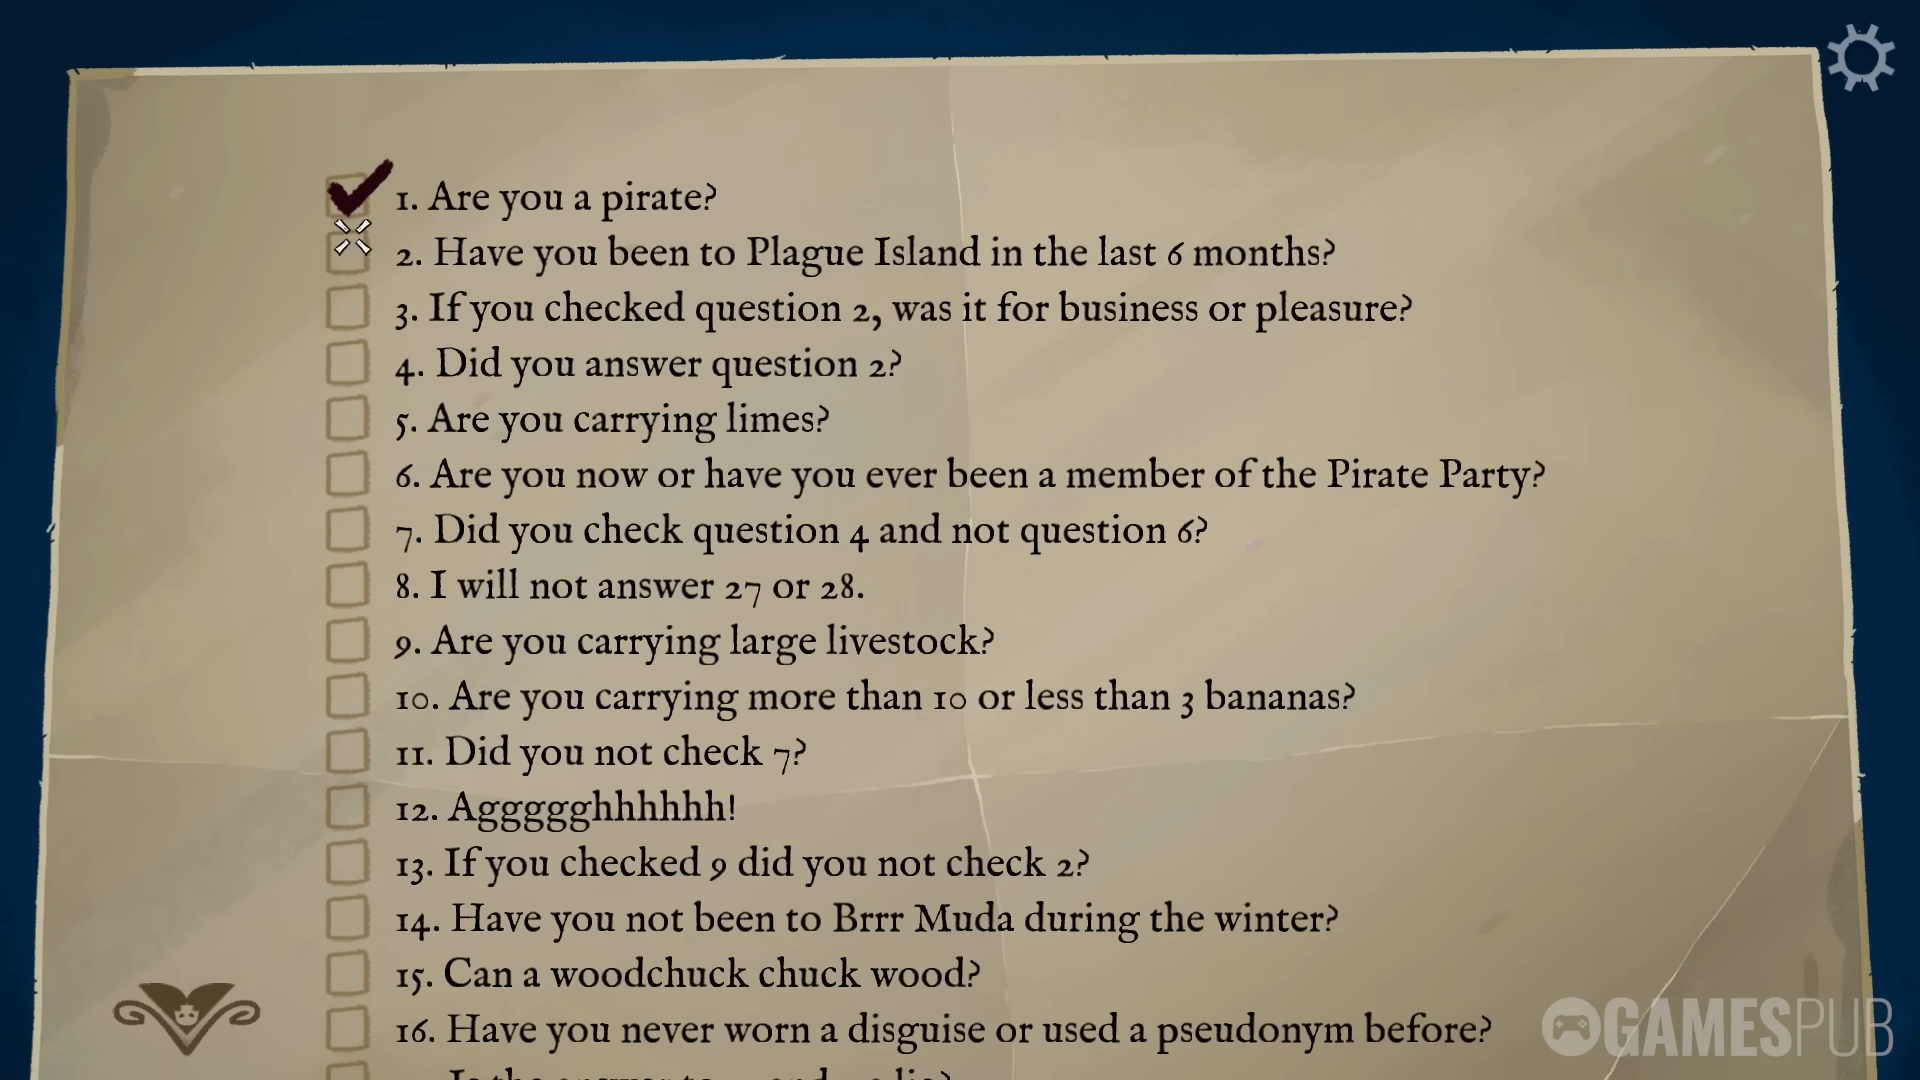 1. Are you a pirate?
2. Have you been to Plague Island in the last 6 months?
3. If you checked question 2, was it for business or pleasure?
4. Did you answer question 2?
5. Are you carrying limes?
6. Are you now or have you ever been a member of the Pirate Party?
7. Did you check question 4 and not question 6?
8. I will not answer 27 or 28.
9. Are you carrying large livestock?
10. Are you carrying more than 10 or less than 3 bananas?
11. Did you not check 7?
12. Aggggghhhhhh!
13. If you checked 9 did you not check 2?
14. Have you not been to Brrr Muda during the winter?
15. Can a woodchuck chuck wood?
16. Have you never worn a disguise or used a pseudonym before?
GAMESPUB